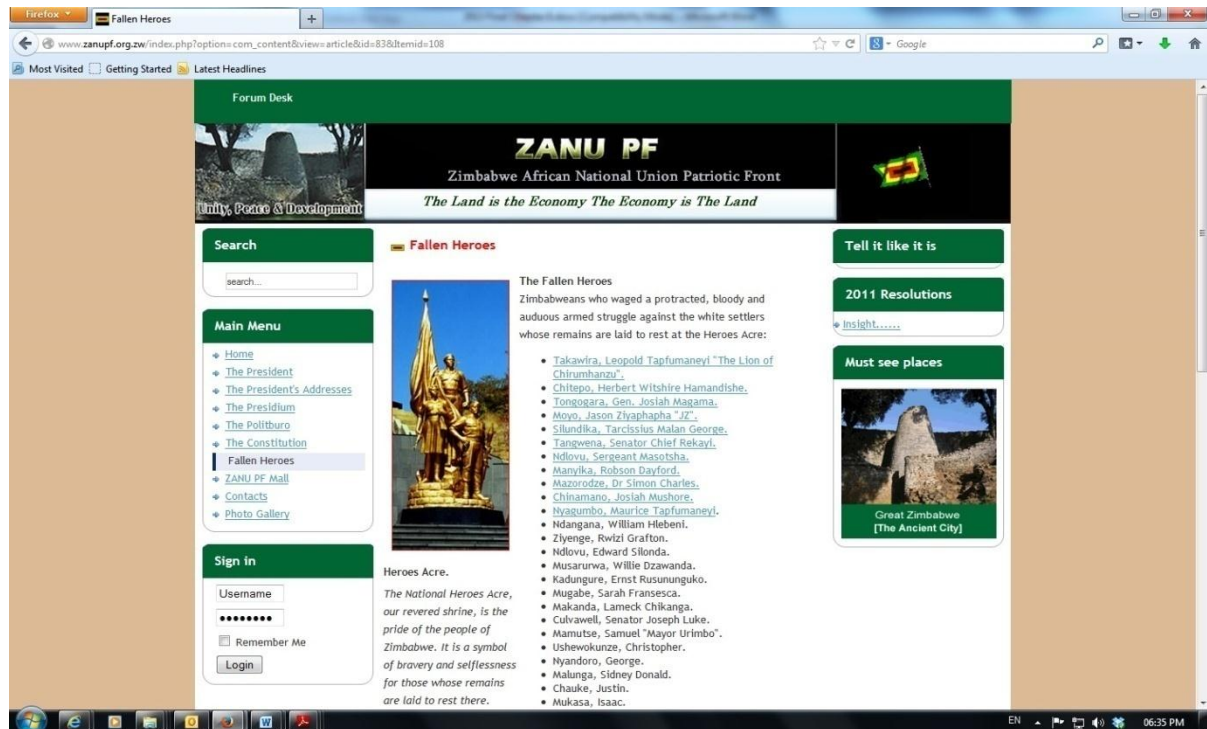 Firefox
Fallen Heroes
+
www.zanupf.org.zw/index.php?option=com_content&view=article&id=83&Itemid=108
Google
Most Visited
Getting Started
Latest Headlines
Forum Desk
Unity, Peace & Development
ZANU PF
Zimbabwe African National Union Patriotic Front
The Land is the Economy The Economy is The Land
Search
search...
Main Menu
Home
The President
The President's Addresses
The Presidium
The Politburo
The Constitution
Fallen Heroes
ZANU PF Mall
Contacts
Photo Gallery
Sign in
Username
Remember Me
Login
Fallen Heroes
The Fallen Heroes
Zimbabweans who waged a protracted, bloody and
auduous armed struggle against the white settlers
whose remains are laid to rest at the Heroes Acre:
Takawira, Leopold Tapfumaneyi "The Lion of
Chirumhanzu".
Chitepo, Herbert Witshire Hamandishe.
Tongogara, Gen. Josiah Magama.
Moyo, Jason Ziyaphapha "JZ".
Silundika, Tarcissius Malan George.
Tangwena, Senator Chief Rekayi.
Ndlovu, Sergeant Masotsha.
Manyika, Robson Dayford.
Mazorodze, Dr Simon Charles.
Chinamano, Josiah Mushore.
Nyagumbo, Maurice Tapfumaneyi.
Ndangana, William Hlebeni.
Ziyenge, Rwizi Grafton.
Ndlovu, Edward Silonda.
Musarurwa, Willie Dzawanda.
Kadungure, Ernst Rusununguko.
Mugabe, Sarah Fransesca.
Makanda, Lameck Chikanga.
Culvawell, Senator Joseph Luke.
Mamutse, Samuel "Mayor Urimbo".
Ushewokunze, Christopher.
Nyandoro, George.
Malunga, Sidney Donald.
Chauke, Justin.
Mukasa, Isaac.
Heroes Acre.
The National Heroes Acre,
our revered shrine, is the
pride of the people of
Zimbabwe. It is a symbol
of bravery and selflessness
for those whose remains
are laid to rest there.
Tell it like it is
2011 Resolutions
Insight......
Must see places
Great Zimbabwe
[The Ancient City]
EN
06:35 PM